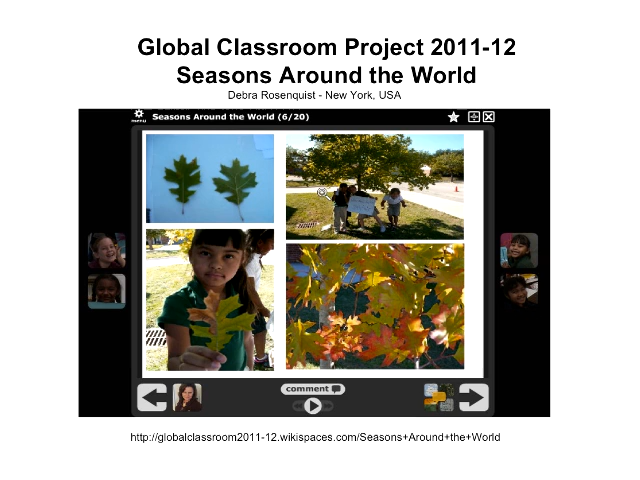 Global Classroom Project 2011-12
Seasons Around the World
Debra Rosenquist - New York, USA
menu
Seasons Around the World (6/20)
comment
http://globalclassroom2011-12.wikispaces.com/Seasons+Around+the+World